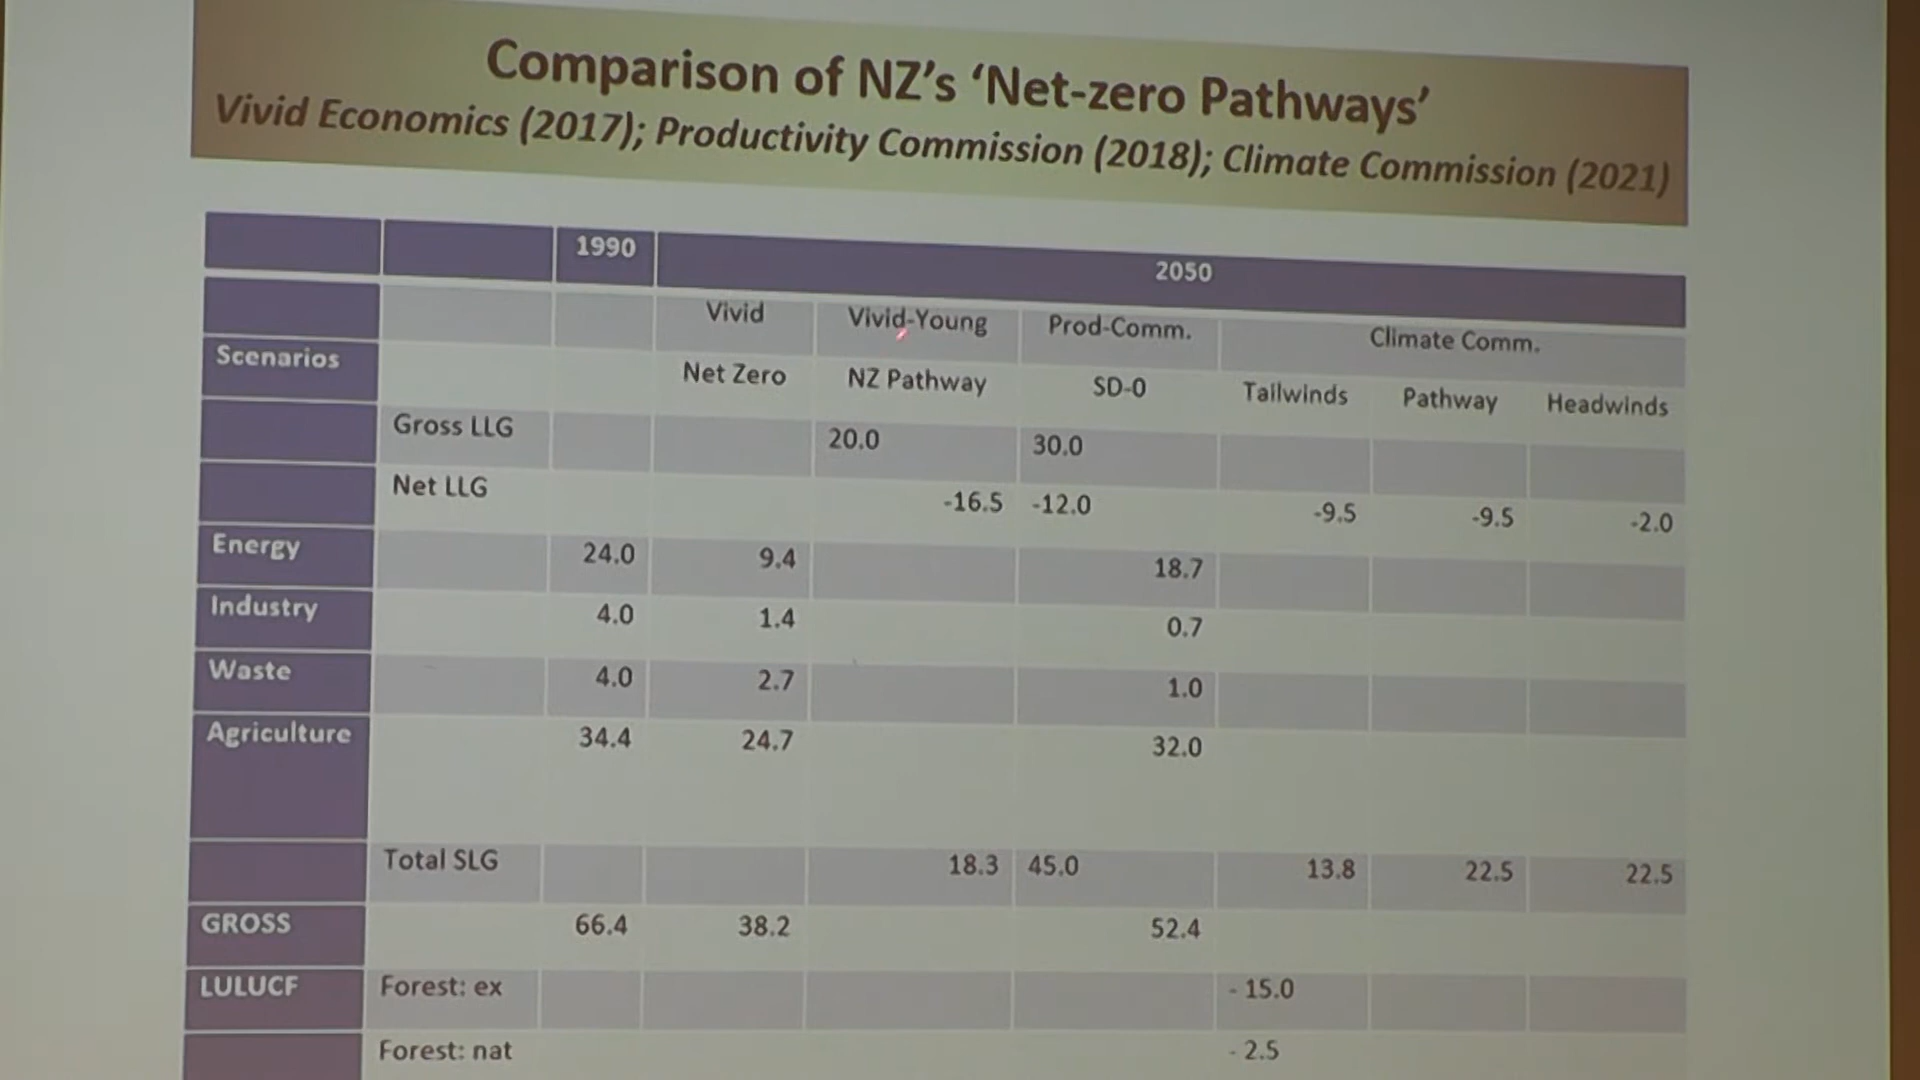 Comparison of NZ's 'Net-zero Pathways'
Vivid Economics (2017); Productivity Commission (2018); Climate Commission (2021)
1990 2050
Vivid Vivid-Young Prod-Comm. Climate Comm.
Scenarios Net Zero NZ Pathway SD-0 Tailwinds Pathway Headwinds
Gross LLG 20.0 30.0
Net LLG -16.5 -12.0 -9.5 -9.5 -2.0
Energy 24.0 9.4 18.7
Industry 4.0 1.4 0.7
Waste 4.0 2.7 1.0
Agriculture 34.4 24.7 32.0
Total SLG 18.3 45.0 13.8 22.5 22.5
GROSS 66.4 38.2 52.4
LULUCF Forest: ex - 15.0
Forest: nat - 2.5